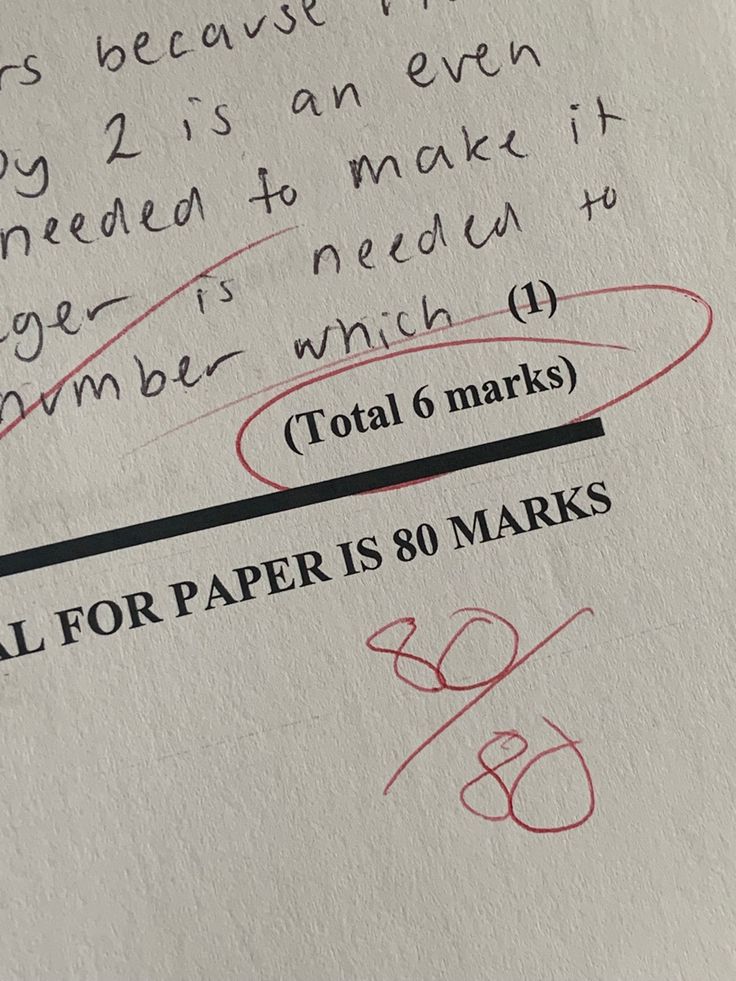 rs because
by 2 is an even
needed to make it
ger is needed to
number which (1)
(Total 6 marks)
AL FOR PAPER IS 80 MARKS
80/80